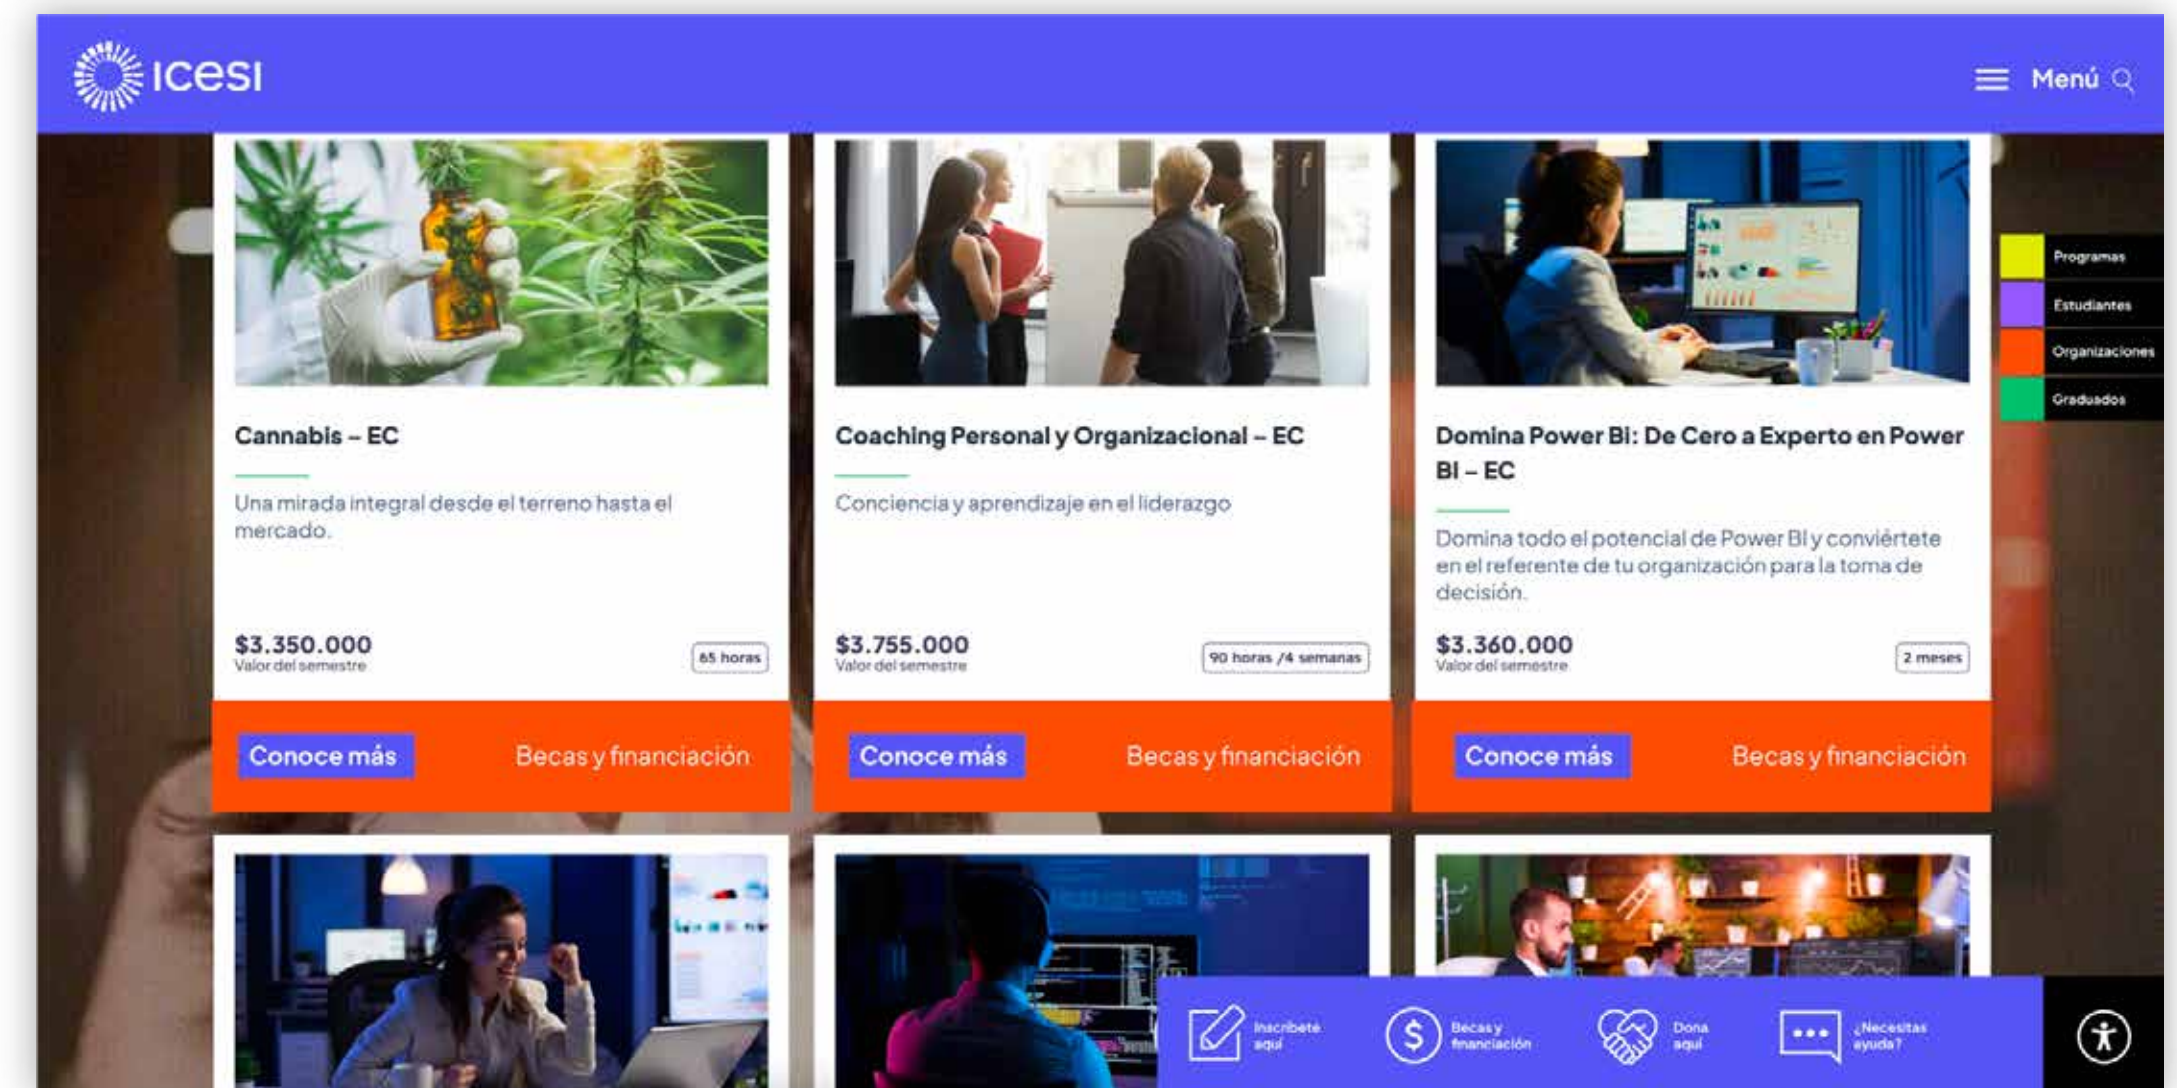 ICESI
Menú
Programas
Estudiantes
Organizaciones
Graduados
Cannabis – EC
Una mirada integral desde el terreno hasta el
mercado.
$3.350.000
Valor del semestre
65 horas
Conoce más
Becas y financiación
Coaching Personal y Organizacional – EC
Conciencia y aprendizaje en el liderazgo
$3.755.000
Valor del semestre
90 horas /4 semanas
Conoce más
Becas y financiación
Domina Power Bi: De Cero a Experto en Power
BI – EC
Domina todo el potencial de Power BI y conviértete
en el referente de tu organización para la toma de
decisión.
$3.360.000
Valor del semestre
2 meses
Conoce más
Becas y financiación
Inscríbete
aquí
$
Becas y
financiación
Dona
aquí
¿Necesitas
ayuda?